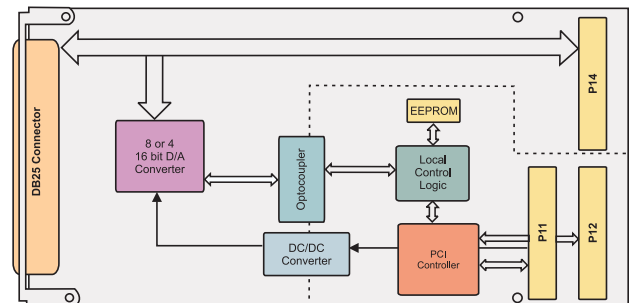 DB25 Connector
P14
EEPROM
8 or 4
16 bit D/A
Converter
Optocoupler
Local
Control
Logic
DC/DC
Converter
PCI
Controller
P11
P12